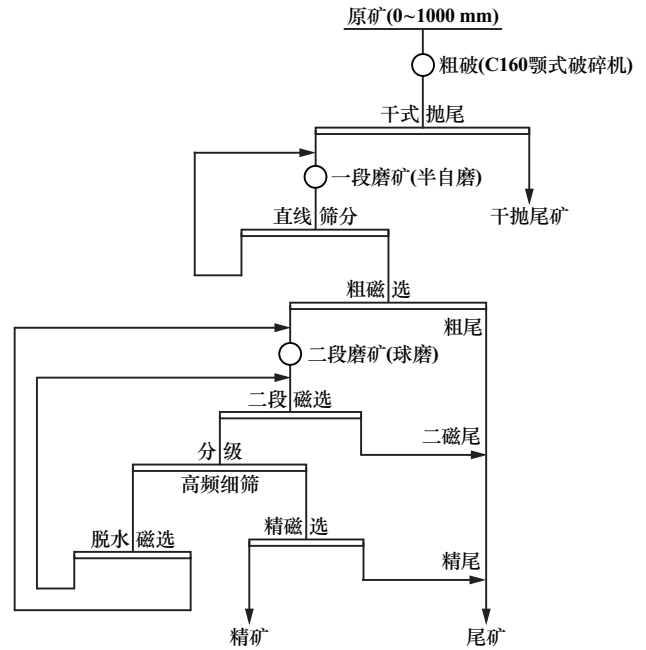 原矿(0~1000 mm)
粗破(C160颚式破碎机)
干式抛尾
一段磨矿(半自磨)
干抛尾矿
直线筛分
粗磁选
粗尾
二段磨矿(球磨)
二段磁选
二磁尾
分级
高频细筛
精磁选
脱水磁选
精尾
精矿
尾矿